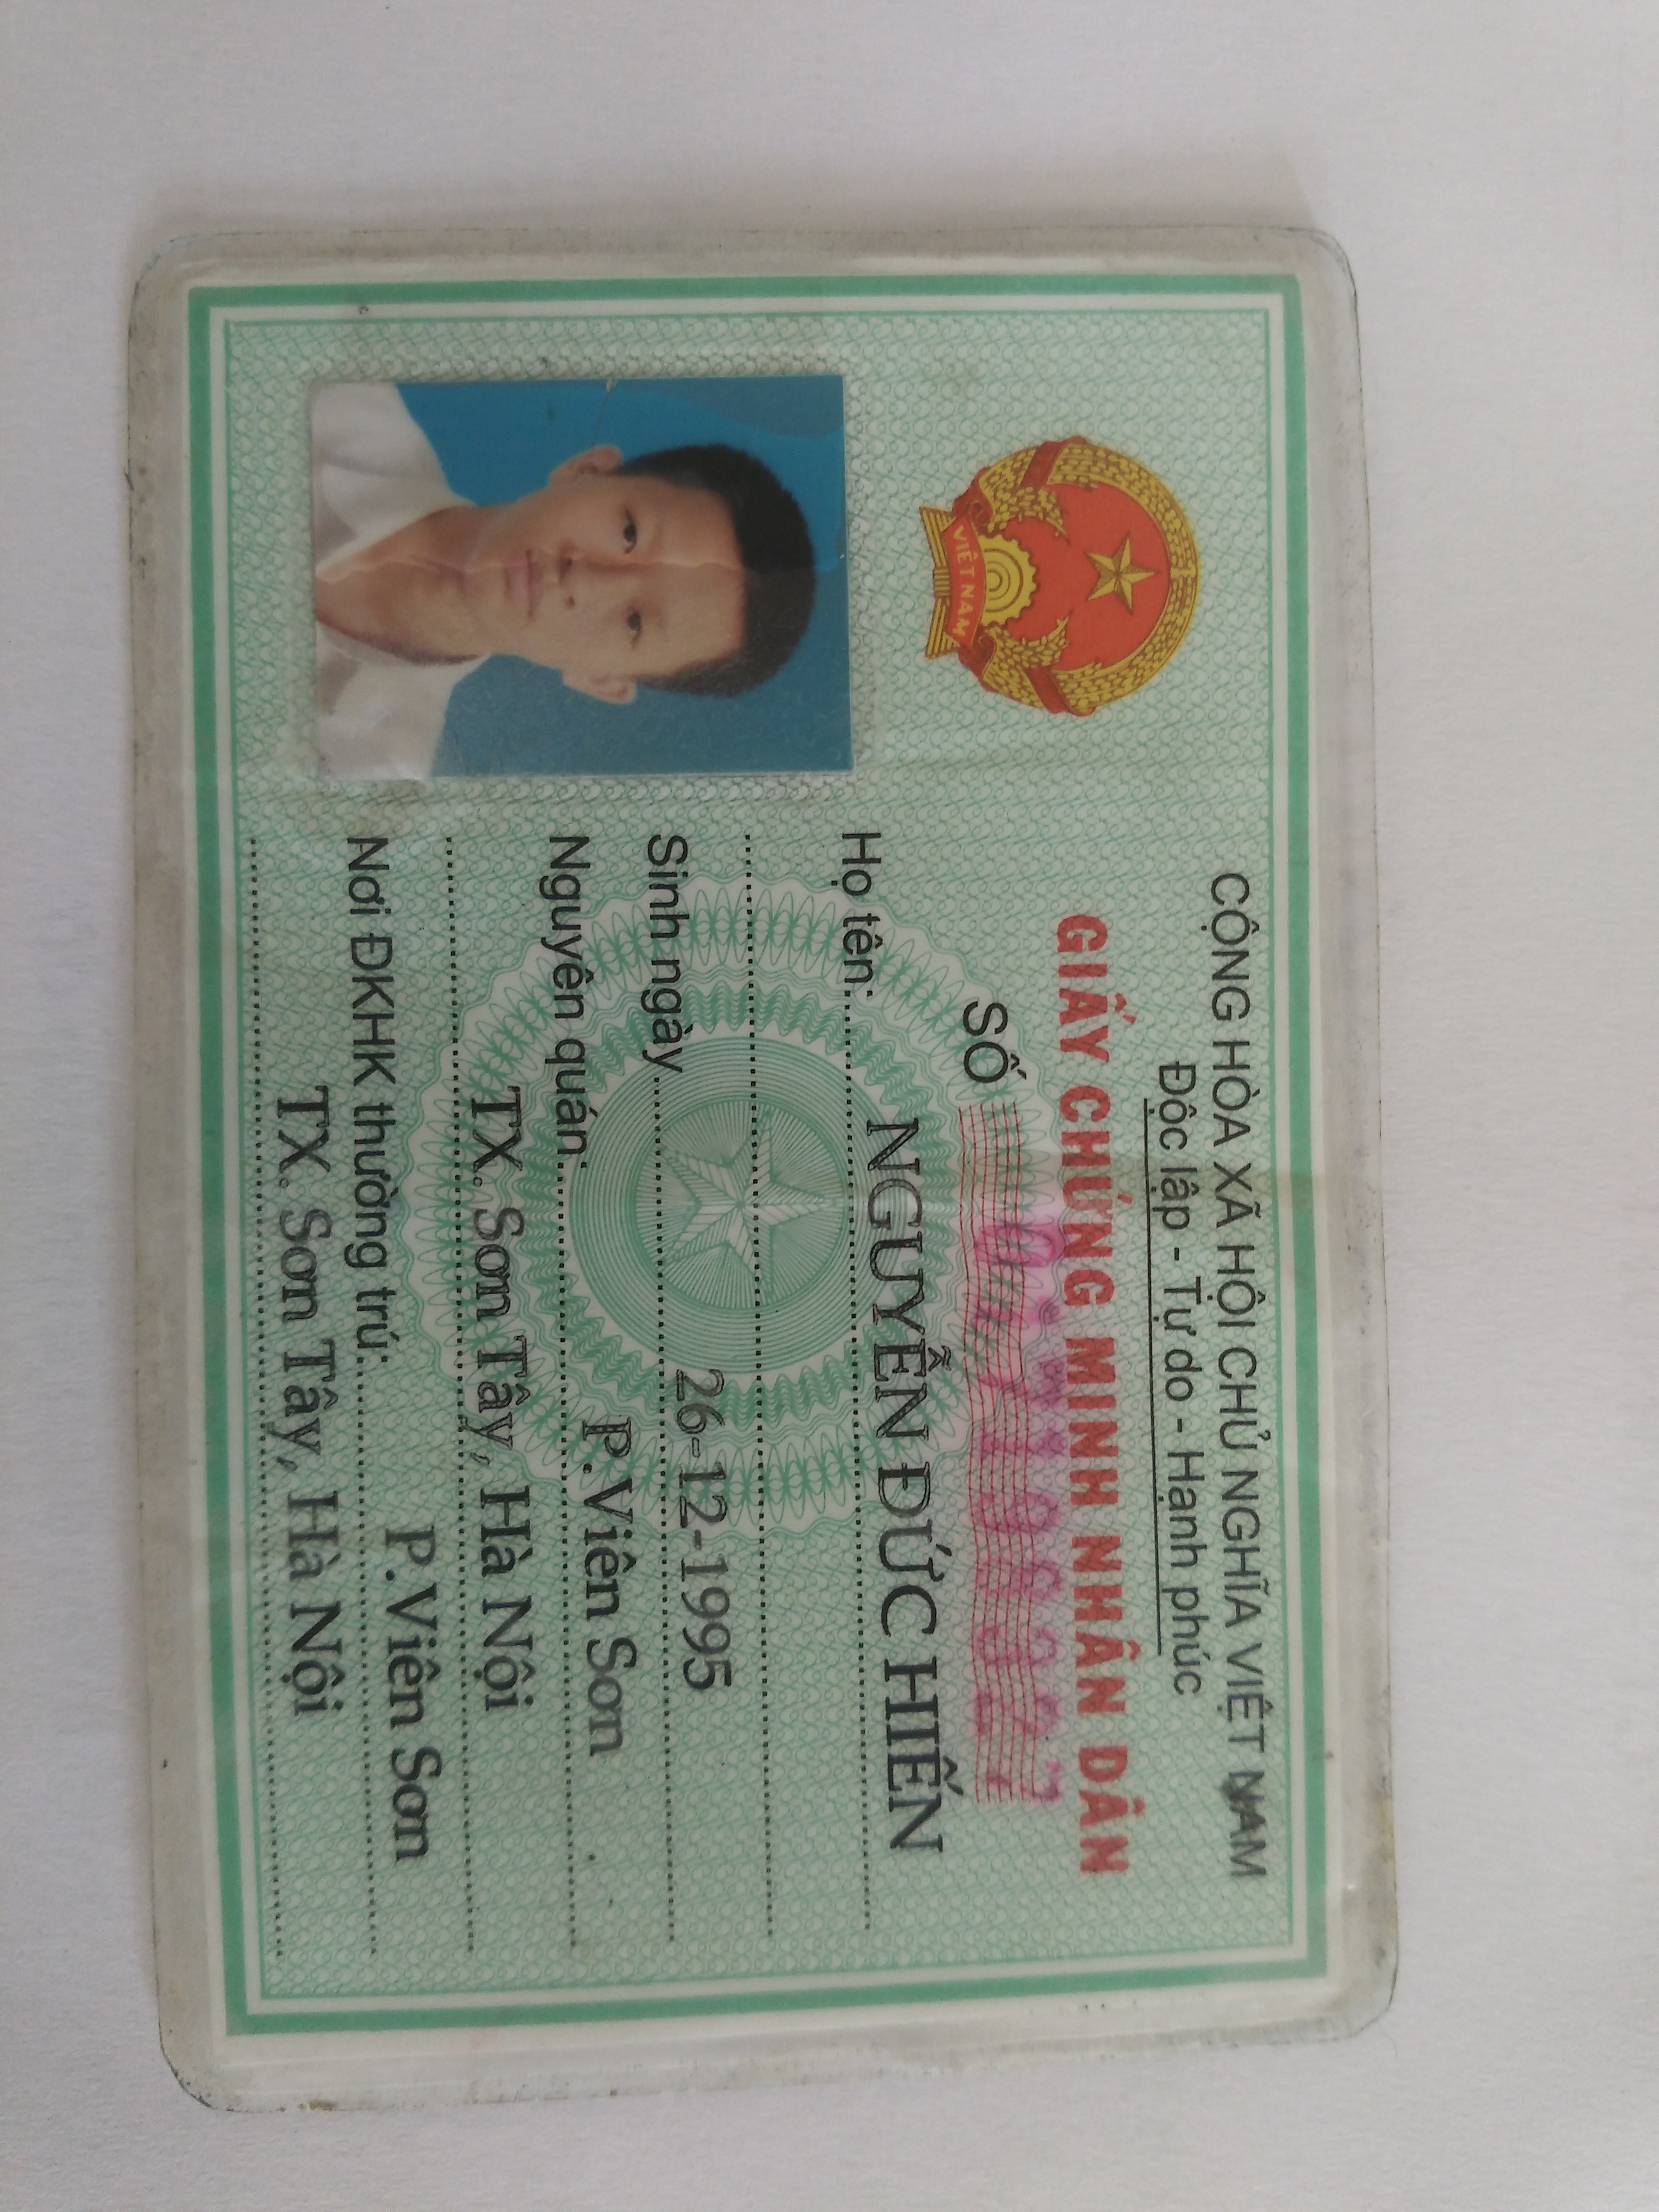 CỘNG HÒA XÃ HỘI CHỦ NGHĨA VIỆT NAM
Độc lập - Tự do - Hạnh phúc
GIẤY CHỨNG MINH NHÂN DÂN
SỐ
Họ tên: NGUYỄN ĐỨC HIẾN
Sinh ngày 26-12-1995
Nguyên quán: P.Viên Sơn
TX. Sơn Tây, Hà Nội
Nơi ĐKHK thường trú: P.Viên Sơn
TX. Sơn Tây, Hà Nội
VIỆT NAM